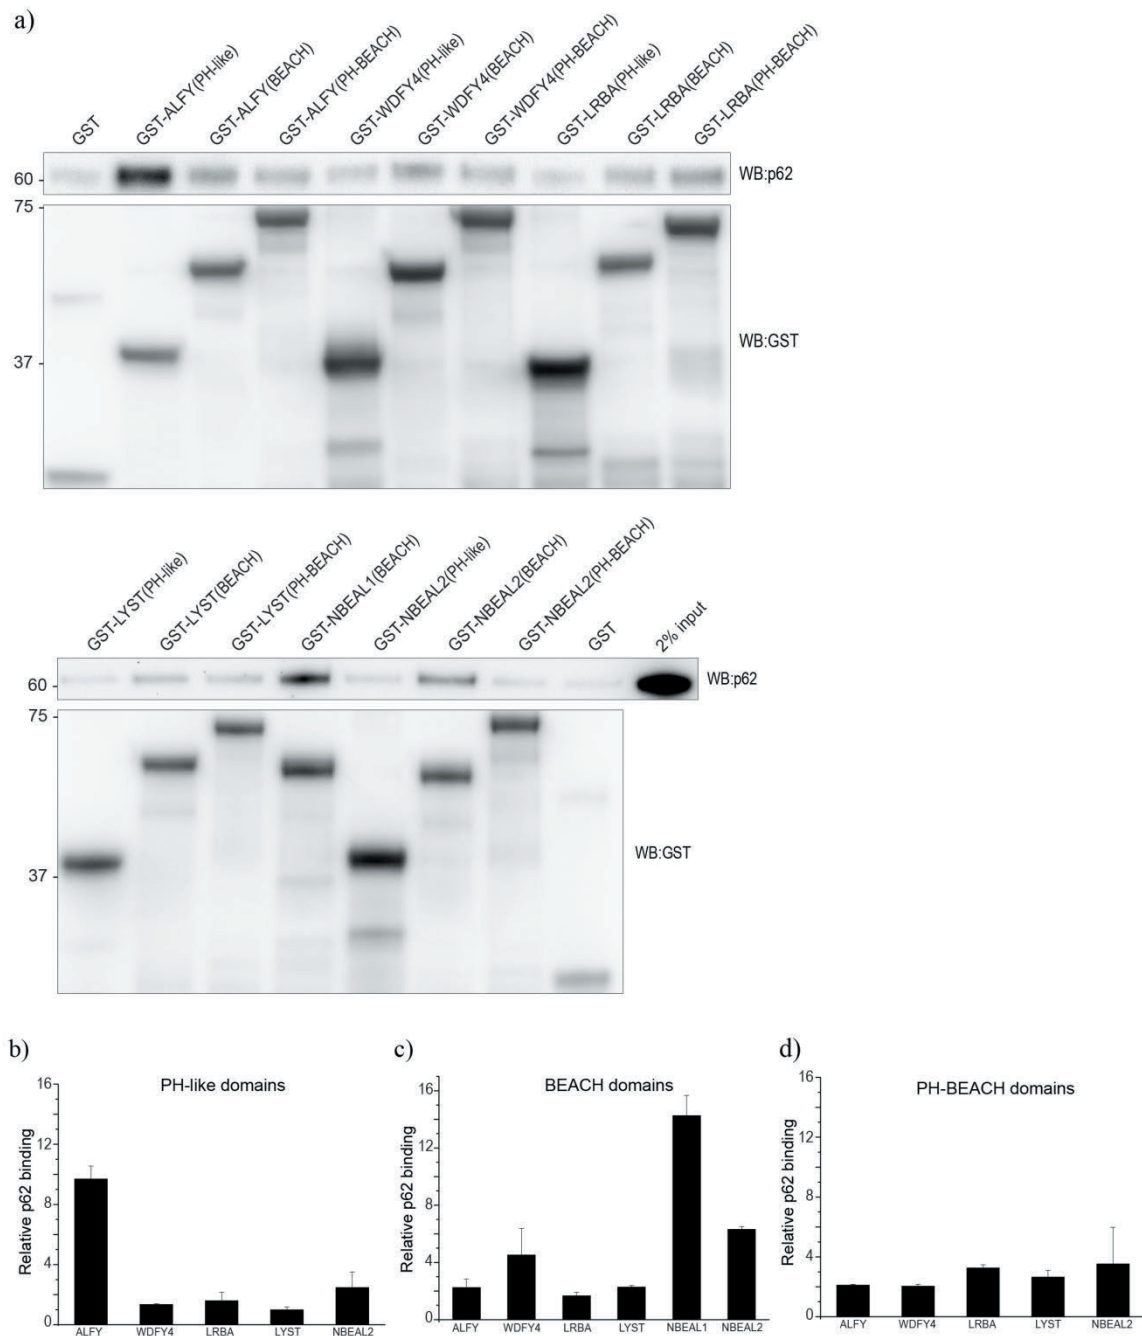 a)
GST
GST-ALFY(PH-like)
GST-ALFY(BEACH)
GST-ALFY(PH-BEACH)
GST-WDFY4(PH-like)
GST-WDFY4(BEACH)
GST-WDFY4(PH-BEACH)
GST-LRBA(PH-like)
GST-LRBA(BEACH)
GST-LRBA(PH-BEACH)
60
WB:p62
75
37
WB:GST
GST-LYST(PH-like)
GST-LYST(BEACH)
GST-LYST(PH-BEACH)
GST-NBEAL1(BEACH)
GST-NBEAL2(PH-like)
GST-NBEAL2(BEACH)
GST-NBEAL2(PH-BEACH)
GST
2% input
60
WB:p62
75
37
WB:GST
b)
PH-like domains
Relative p62 binding
16
12
8
4
0
ALFY WDFY4 LRBA LYST NBEAL2
c)
BEACH domains
Relative p62 binding
16
12
8
4
0
ALFY WDFY4 LRBA LYST NBEAL1 NBEAL2
d)
PH-BEACH domains
Relative p62 binding
16
12
8
4
0
ALFY WDFY4 LRBA LYST NBEAL2